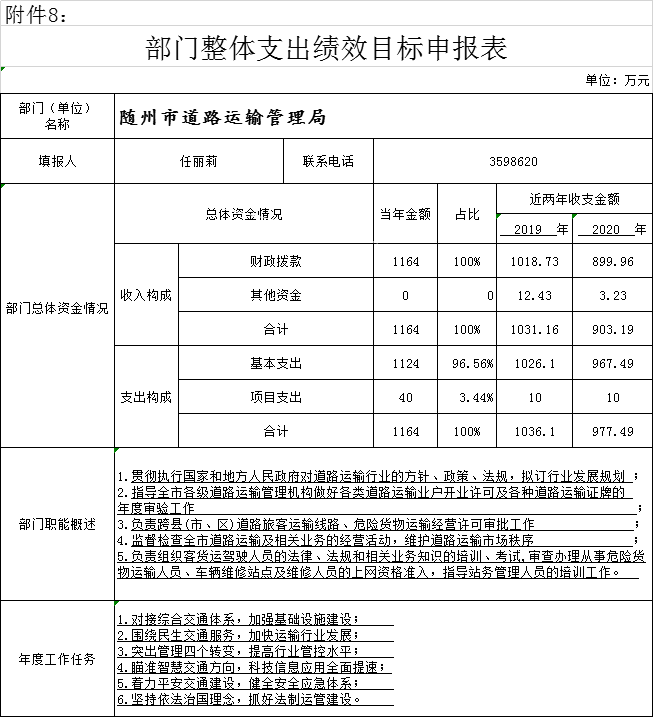 附件8：
部门整体支出绩效目标申报表
单位：万元
部门（单位）
名称
随州市道路运输管理局
填报人 任丽莉 联系电话 3598620
部门总体资金情况
总体资金情况 当年金额 占比 近两年收支金额
2019 年 2020 年
收入构成
财政拨款 1164 100% 1018.73 899.96
其他资金 0 0 12.43 3.23
合计 1164 100% 1031.16 903.19
支出构成
基本支出 1124 96.56% 1026.1 967.49
项目支出 40 3.44% 10 10
合计 1164 100% 1036.1 977.49
部门职能概述
1.贯彻执行国家和地方人民政府对道路运输行业的方针、政策、法规，拟订行业发展规划 ；
2.指导全市各级道路运输管理机构做好各类道路运输业户开业许可及各种道路运输证牌的
年度审验工作 ；
3.负责跨县(市、区)道路旅客运输线路、危险货物运输经营许可审批工作 ；
4.监督检查全市道路运输及相关业务的经营活动，维护道路运输市场秩序 ；
5.负责组织客货运驾驶人员的法律、法规和相关业务知识的培训、考试,审查办理从事危险货
物运输人员、车辆维修站点及维修人员的上网资格准入，指导站务管理人员的培训工作。
年度工作任务
1.对接综合交通体系，加强基础设施建设；
2.围绕民生交通服务，加快运输行业发展；
3.突出管理四个转变，提高行业管控水平；
4.瞄准智慧交通方向，科技信息应用全面提速；
5.着力平安交通建设，健全安全应急体系；
6.坚持依法治国理念，抓好法制运管建设。